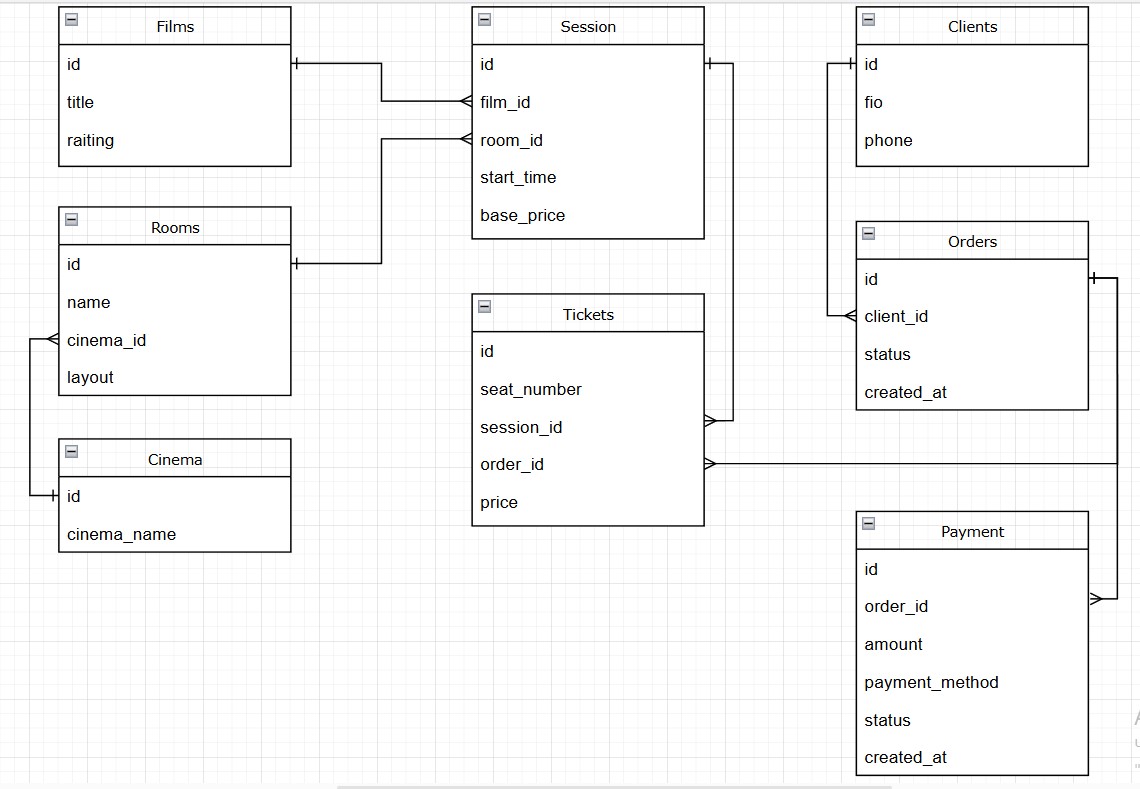 Films
id
title
raiting
Rooms
id
name
cinema_id
layout
Cinema
id
cinema_name
Session
id
film_id
room_id
start_time
base_price
Tickets
id
seat_number
session_id
order_id
price
Clients
id
fio
phone
Orders
id
client_id
status
created_at
Payment
id
order_id
amount
payment_method
status
created_at